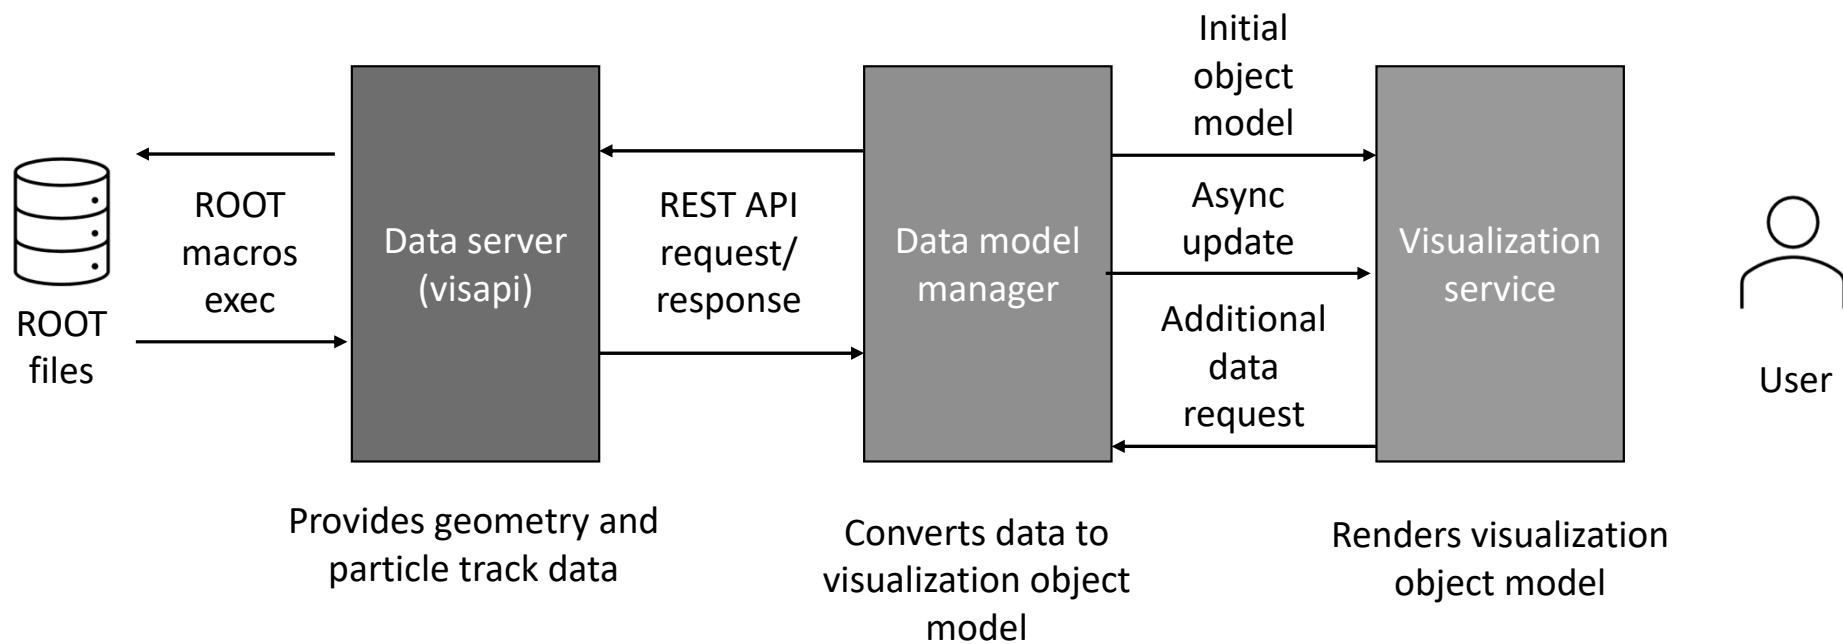 ROOT
files
ROOT
macros
exec
Data server
(visapi)
Provides geometry and
particle track data
REST API
request/
response
Data model
manager
Converts data to
visualization object
model
Initial
object
model
Async
update
Additional
data
request
Visualization
service
Renders visualization
object model
User